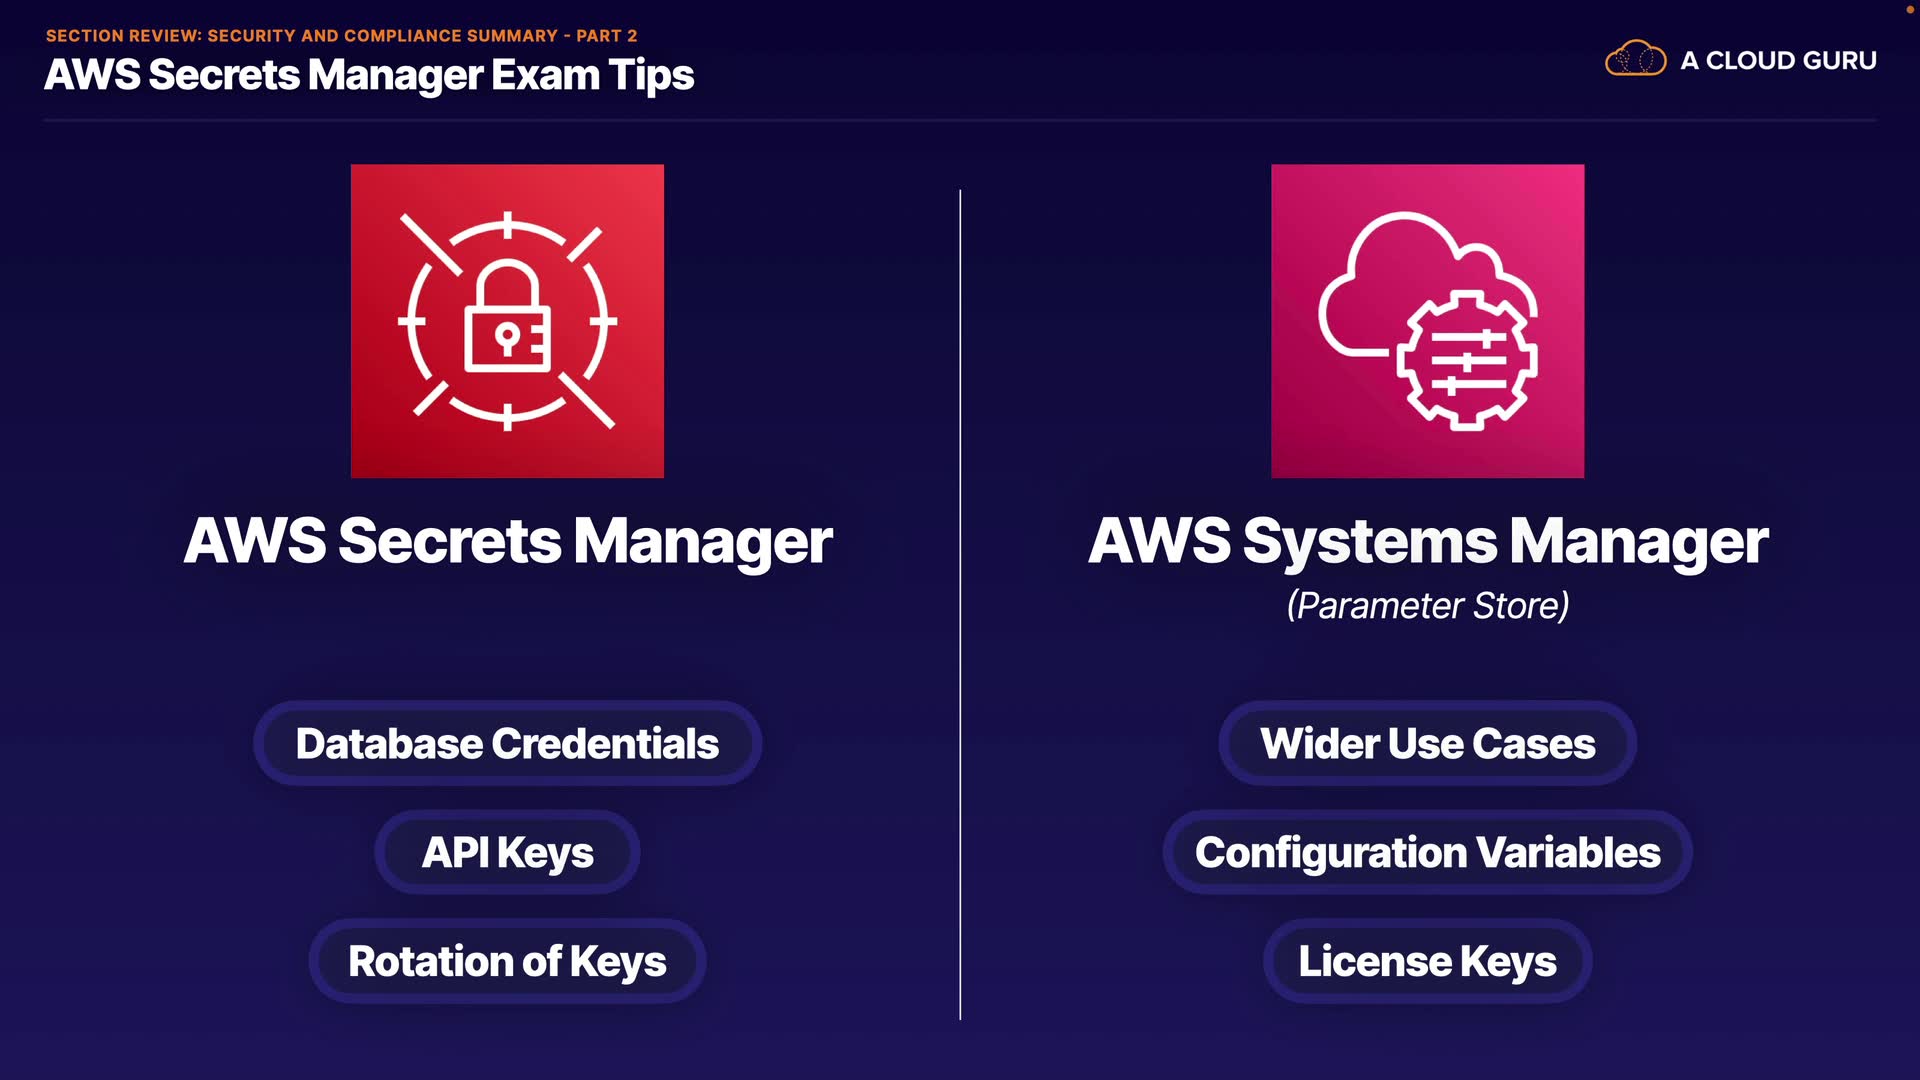 SECTION REVIEW: SECURITY AND COMPLIANCE SUMMARY - PART 2
AWS Secrets Manager Exam Tips
A CLOUD GURU
AWS Secrets Manager
Database Credentials
API Keys
Rotation of Keys
AWS Systems Manager
(Parameter Store)
Wider Use Cases
Configuration Variables
License Keys